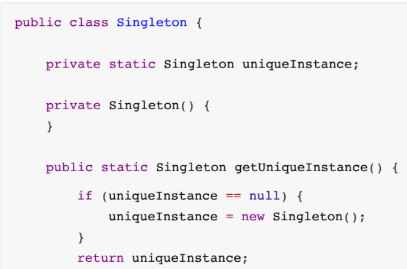 public class Singleton {
private static Singleton uniqueInstance;
private Singleton() {
}
public static Singleton getUniqueInstance() {
if (uniqueInstance == null) {
uniqueInstance = new Singleton();
}
return uniqueInstance;